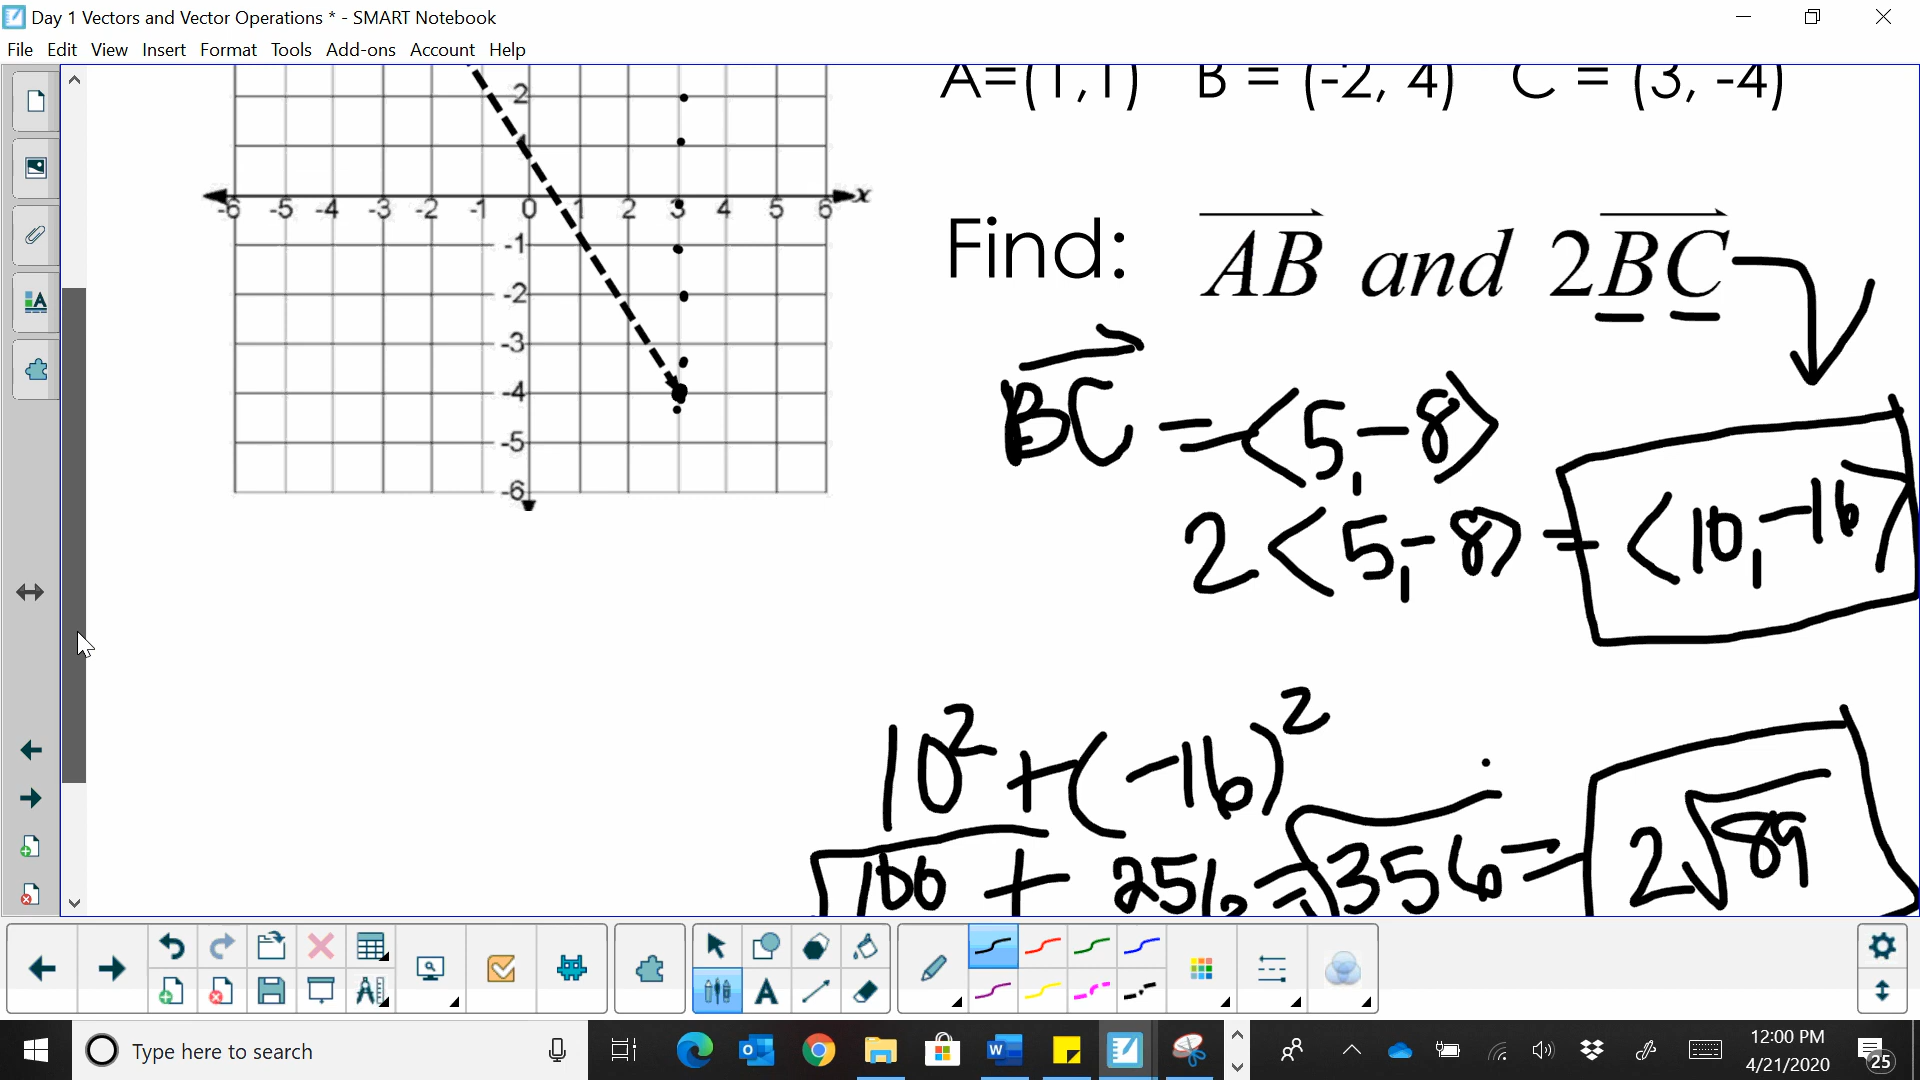 Day 1 Vectors and Vector Operations * - SMART Notebook
File Edit View Insert Format Tools Add-ons Account Help
A=(1,1) B = (-2, 4) C = (3, -4)
2
x
-6 -5 -4 -3 -2 -1 0 1 2 3 4 5 6
-1
-2
-3
-4
-5
-6
Find: AB and 2BC
BC = <5, -8>
2 <5, -8> = <10, -16>
10² + (-16)²
√100 + 256 = √356 = 2√89
Type here to search
12:00 PM
4/21/2020
25